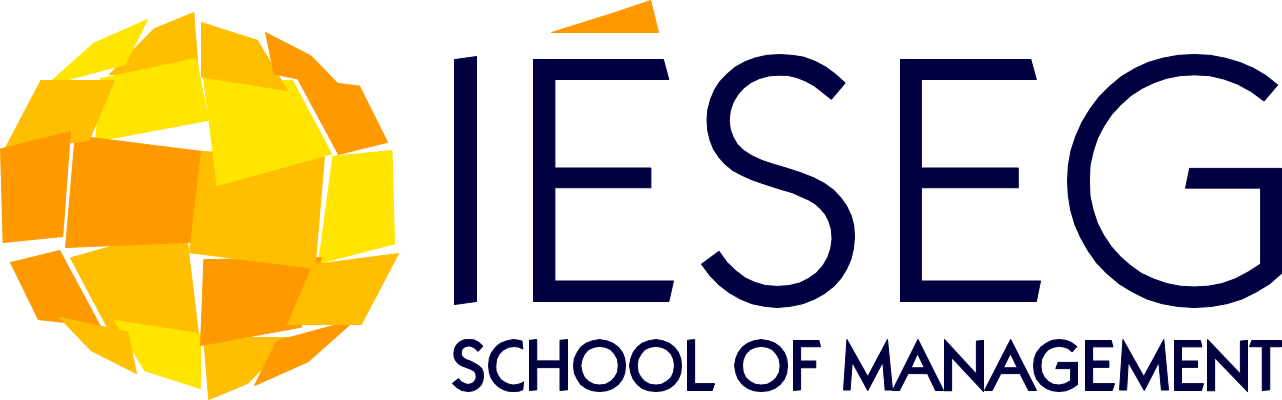 IÉSEG
SCHOOL OF MANAGEMENT